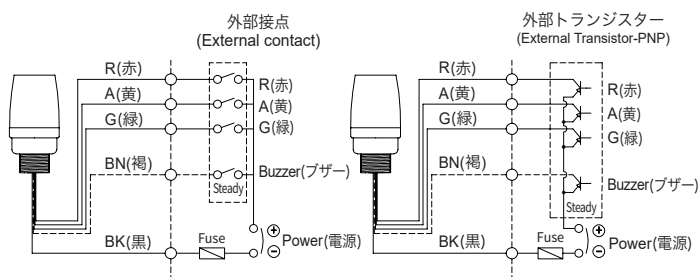 外部接点
(External contact)
R(赤)
A(黄)
G(緑)
BN(褐)
BK(黒)
R(赤)
A(黄)
G(緑)
Buzzer(ブザー)
Steady
Fuse
⊕
⊖
Power(電源)
外部トランジスター
(External Transistor-PNP)
R(赤)
A(黄)
G(緑)
BN(褐)
BK(黒)
R(赤)
A(黄)
G(緑)
Buzzer(ブザー)
Steady
Fuse
⊕
⊖
Power(電源)